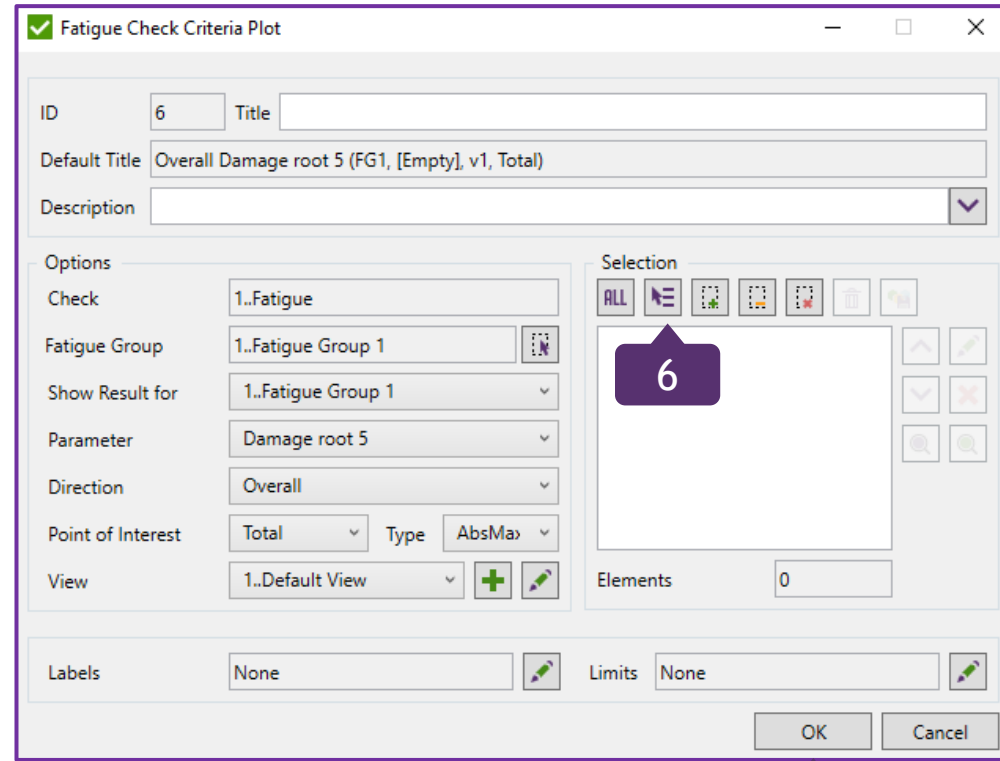 Fatigue Check Criteria Plot
ID 6 Title
Default Title Overall Damage root 5 (FG1, [Empty], v1, Total)
Description
Options
Check 1..Fatigue
Fatigue Group 1..Fatigue Group 1
Show Result for 1..Fatigue Group 1
Parameter Damage root 5
Direction Overall
Point of Interest Total Type AbsMax
View 1..Default View
Selection
ALL
6
Elements 0
Labels None Limits None
OK Cancel